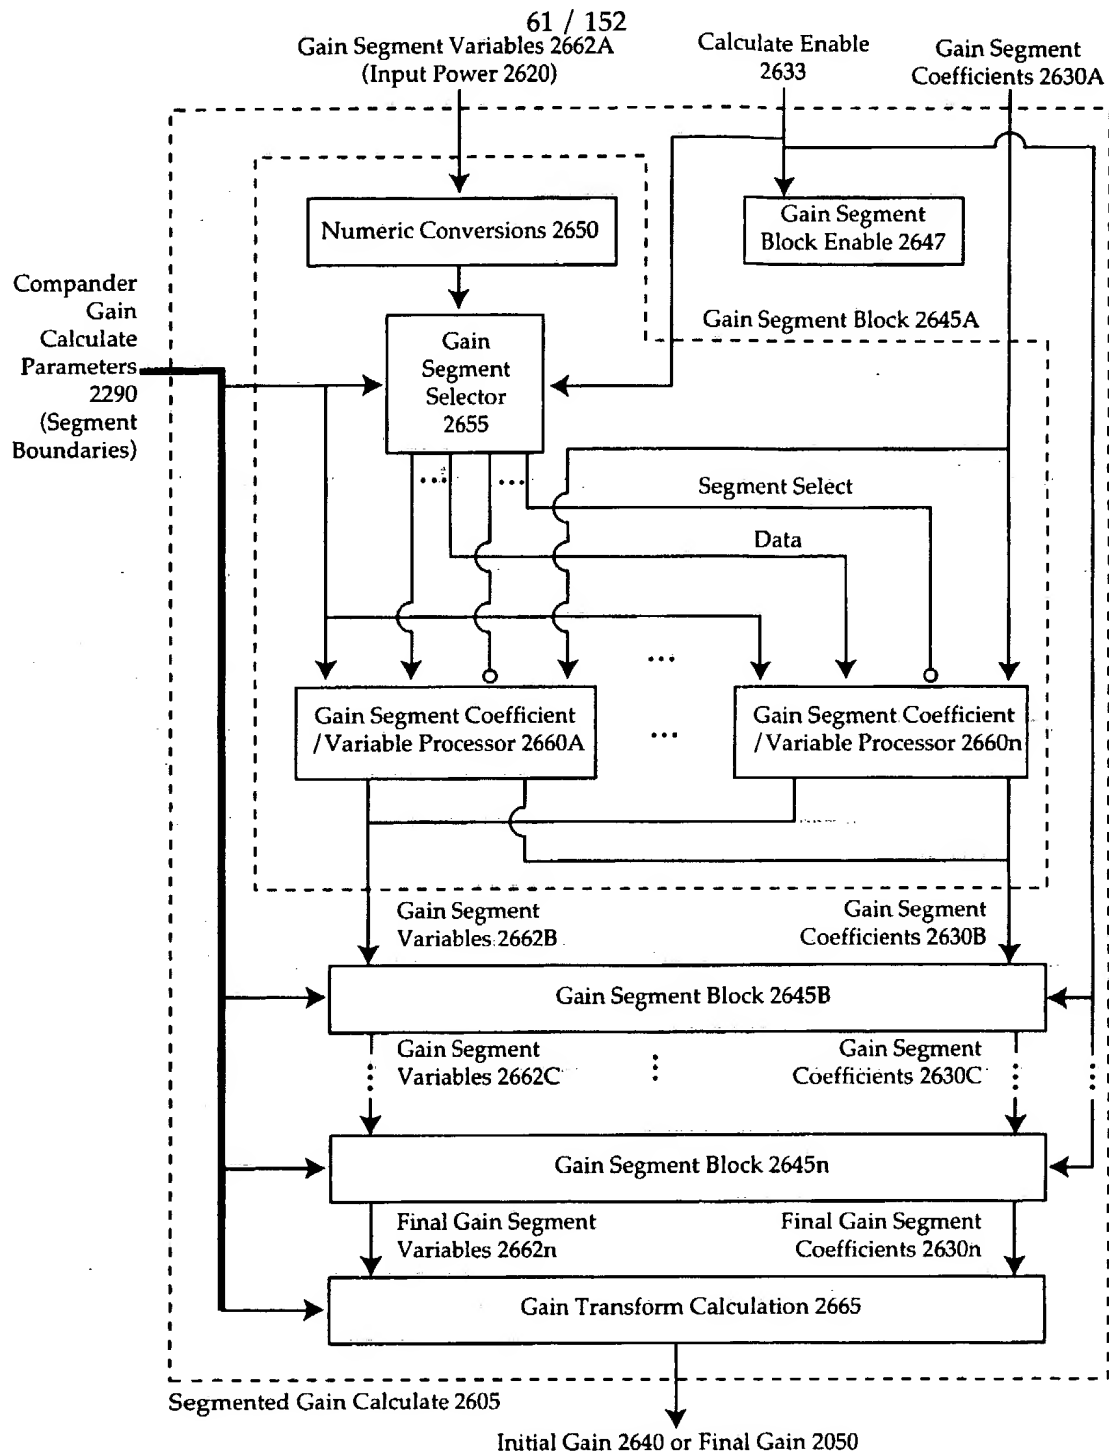 61 / 152
Gain Segment Variables 2662A
(Input Power 2620)
Calculate Enable
2633
Gain Segment
Coefficients 2630A
Numeric Conversions 2650
Gain Segment
Block Enable 2647
Compander
Gain
Calculate
Parameters
2290
(Segment
Boundaries)
Gain
Segment
Selector
2655
Gain Segment Block 2645A
...
...
Segment Select
Data
...
Gain Segment Coefficient
/Variable Processor 2660A
...
Gain Segment Coefficient
/Variable Processor 2660n
Gain Segment
Variables 2662B
Gain Segment
Coefficients 2630B
Gain Segment Block 2645B
Gain Segment
Variables 2662C
Gain Segment
Coefficients 2630C
Gain Segment Block 2645n
Final Gain Segment
Variables 2662n
Final Gain Segment
Coefficients 2630n
Gain Transform Calculation 2665
Segmented Gain Calculate 2605
Initial Gain 2640 or Final Gain 2050